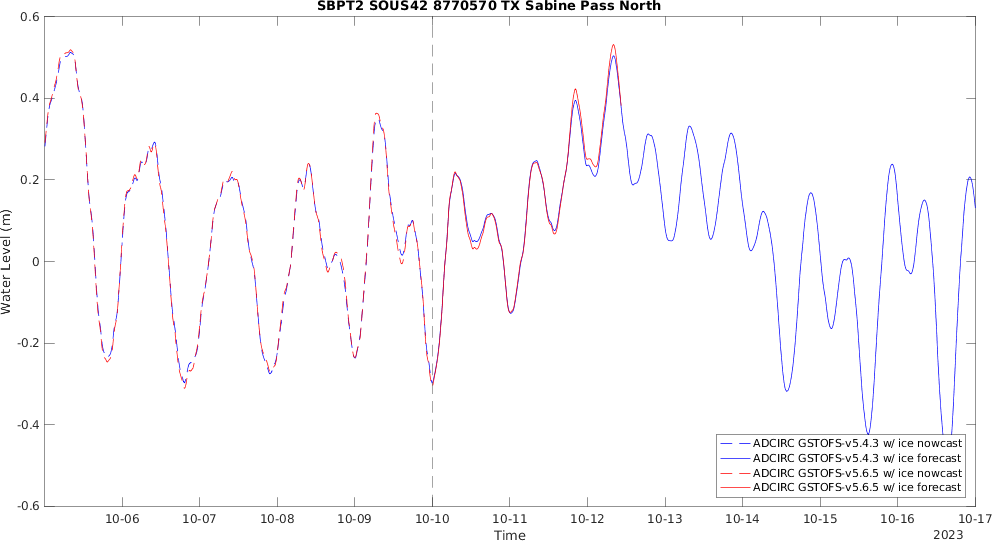 SBPT2 SOUS42 8770570 TX Sabine Pass North
Water Level (m)
0.6
0.4
0.2
0
-0.2
-0.4
-0.6
ADCIRC GSTOFS-v5.4.3 w/ ice nowcast
ADCIRC GSTOFS-v5.4.3 w/ ice forecast
ADCIRC GSTOFS-v5.6.5 w/ ice nowcast
ADCIRC GSTOFS-v5.6.5 w/ ice forecast
10-06 10-07 10-08 10-09 10-10 10-11 10-12 10-13 10-14 10-15 10-16 10-17
Time
2023